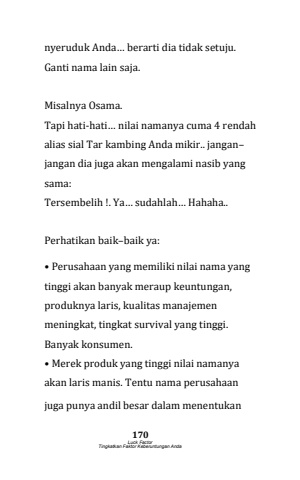 nyeruduk Anda… berarti dia tidak setuju.
Ganti nama lain saja.
Misalnya Osama.
Tapi hati-hati… nilai namanya cuma 4 rendah
alias sial Tar kambing Anda mikir.. jangan–
jangan dia juga akan mengalami nasib yang
sama:
Tersembelih !. Ya… sudahlah… Hahaha..
Perhatikan baik–baik ya:
• Perusahaan yang memiliki nilai nama yang
tinggi akan banyak meraup keuntungan,
produknya laris, kualitas manajemen
meningkat, tingkat survival yang tinggi.
Banyak konsumen.
• Merek produk yang tinggi nilai namanya
akan laris manis. Tentu nama perusahaan
juga punya andil besar dalam menentukan
170
Luck Factor
Tingkatkan Faktor Keberuntungan Anda